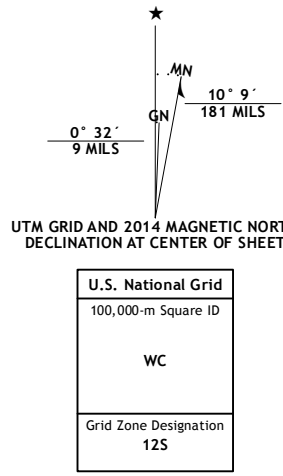 MN
GN
10° 9´
181 MILS
0° 32´
9 MILS
UTM GRID AND 2014 MAGNETIC NORT
DECLINATION AT CENTER OF SHEET
U.S. National Grid
100,000-m Square ID
WC
Grid Zone Designation
12S